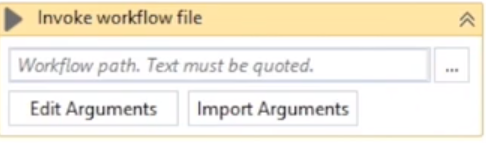 Invoke workflow file
Workflow path. Text must be quoted. ...
Edit Arguments Import Arguments